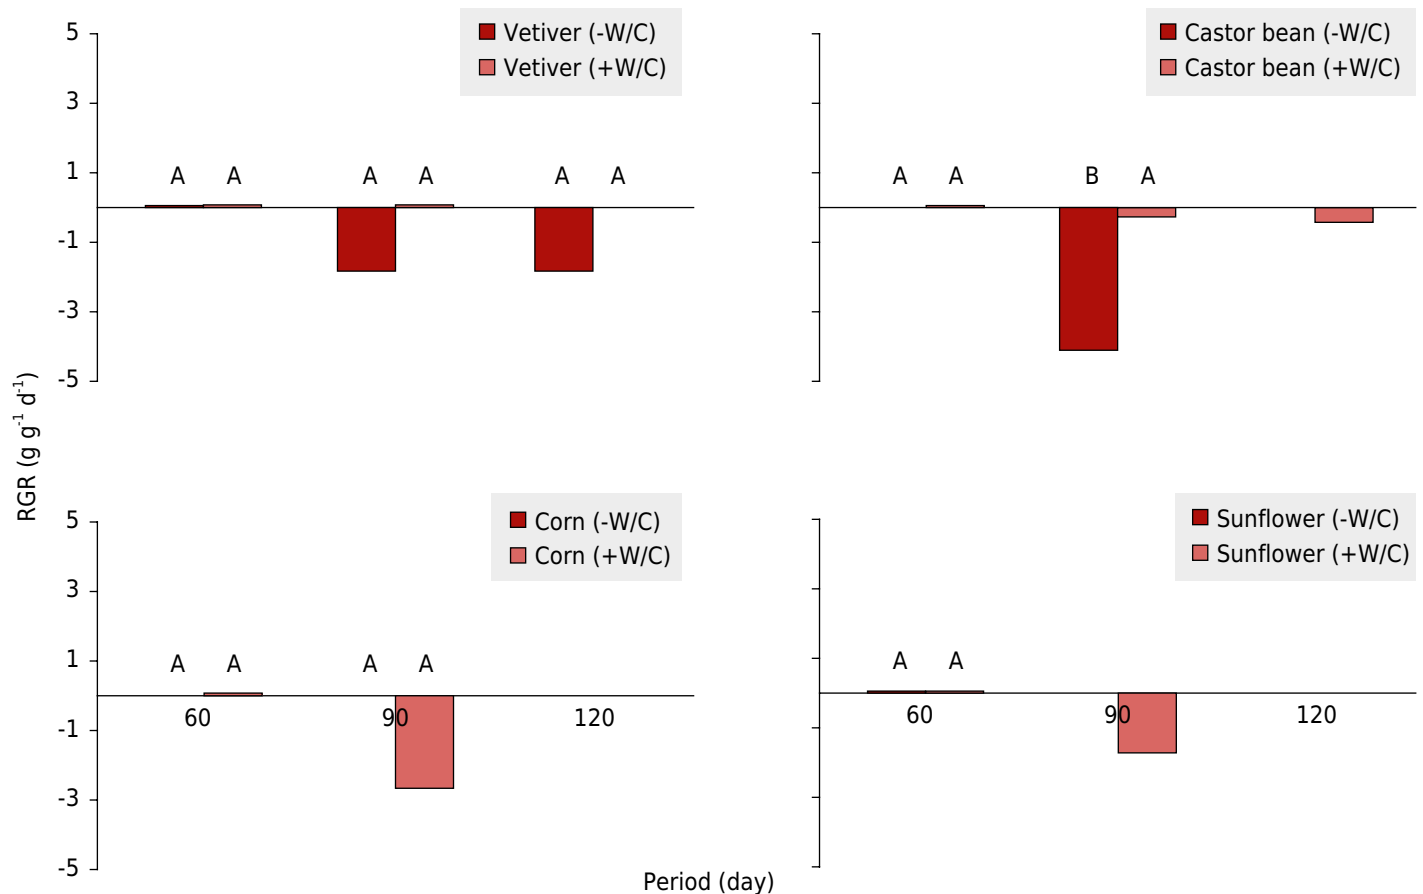 5
3
1
-1
-3
-5
Vetiver (-W/C)
Vetiver (+W/C)
A A A A A A
Castor bean (-W/C)
Castor bean (+W/C)
A A B A
RGR (g g⁻¹ d⁻¹)
5
3
1
-1
-3
-5
Corn (-W/C)
Corn (+W/C)
A A A A
60 90 120
Sunflower (-W/C)
Sunflower (+W/C)
A A
60 90 120
Period (day)